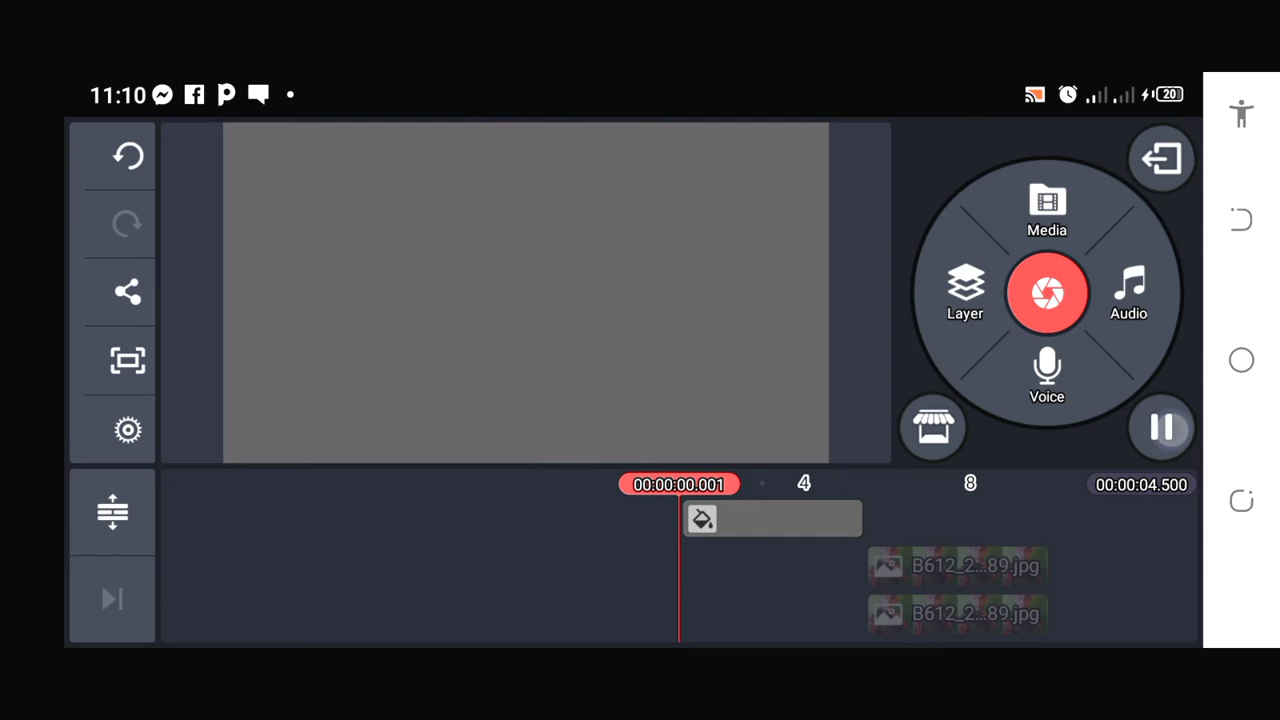 11:10
20
Media
Layer
Audio
Voice
00:00:00.001
4
8
00:00:04.500
B612_2...89.jpg
B612_2...89.jpg